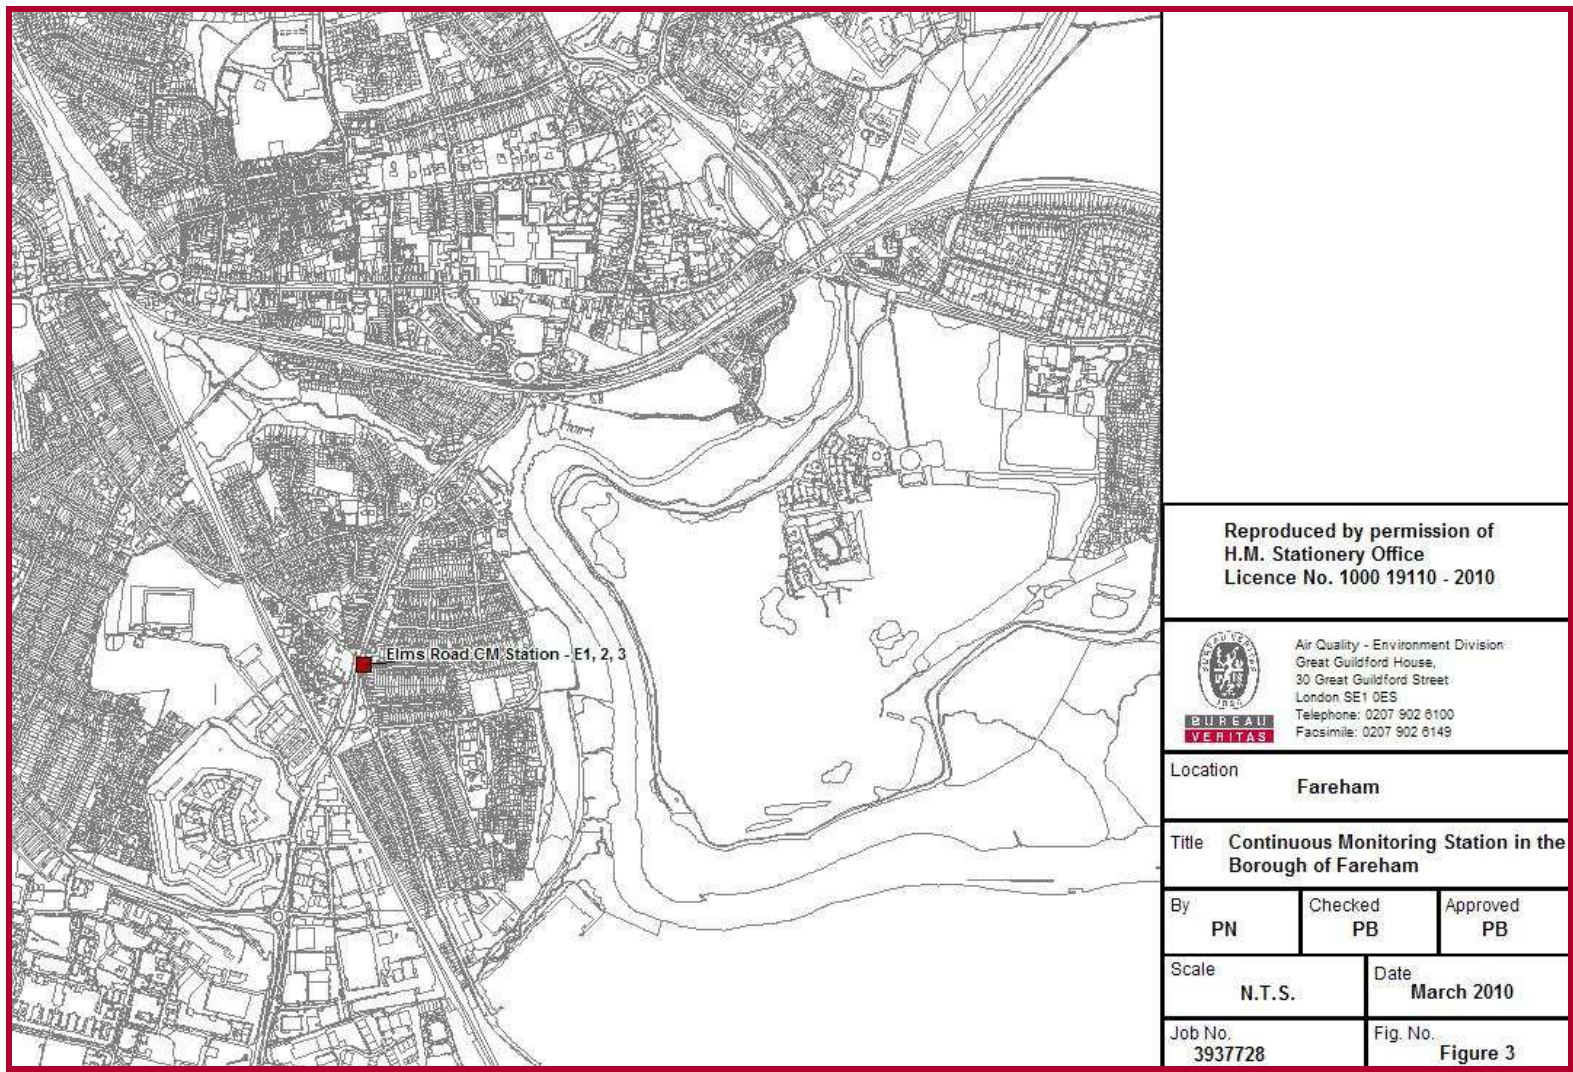 Elms Road CM Station - E1, 2, 3
Reproduced by permission of
H.M. Stationery Office
Licence No. 1000 19110 - 2010
BUREAU VERITAS
1828
BUREAU
VERITAS
Air Quality - Environment Division
Great Guildford House,
30 Great Guildford Street
London SE1 0ES
Telephone: 0207 902 6100
Facsimile: 0207 902 6149
Location
Fareham
Title
Continuous Monitoring Station in the
Borough of Fareham
By
PN
Checked
PB
Approved
PB
Scale
N.T.S.
Date
March 2010
Job No.
3937728
Fig. No.
Figure 3